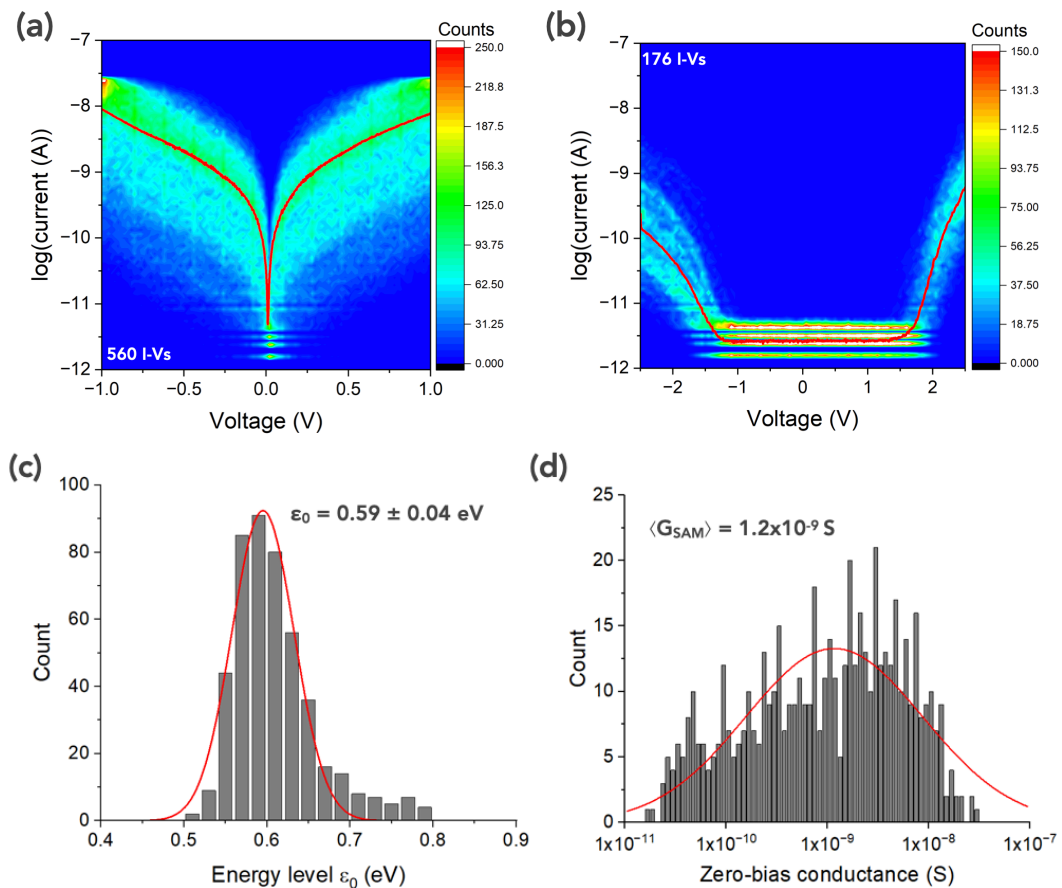 (a)
Counts
250.0
218.8
187.5
156.3
125.0
93.75
62.50
31.25
0.000
−7
−8
−9
−10
−11
−12
log(current (A))
560 I-Vs
−1.0
−0.5
0.0
0.5
1.0
Voltage (V)
(b)
Counts
150.0
131.3
112.5
93.75
75.00
56.25
37.50
18.75
0.000
−7
−8
−9
−10
−11
−12
log(current (A))
176 I-Vs
−2
−1
0
1
2
Voltage (V)
(c)
100
80
60
40
20
0
Count
ε₀ = 0.59 ± 0.04 eV
0.4
0.5
0.6
0.7
0.8
0.9
Energy level ε₀ (eV)
(d)
25
20
15
10
5
0
Count
⟨G_SAM⟩ = 1.2x10⁻⁹ S
1x10⁻¹¹
1x10⁻¹⁰
1x10⁻⁹
1x10⁻⁸
1x10⁻⁷
Zero-bias conductance (S)